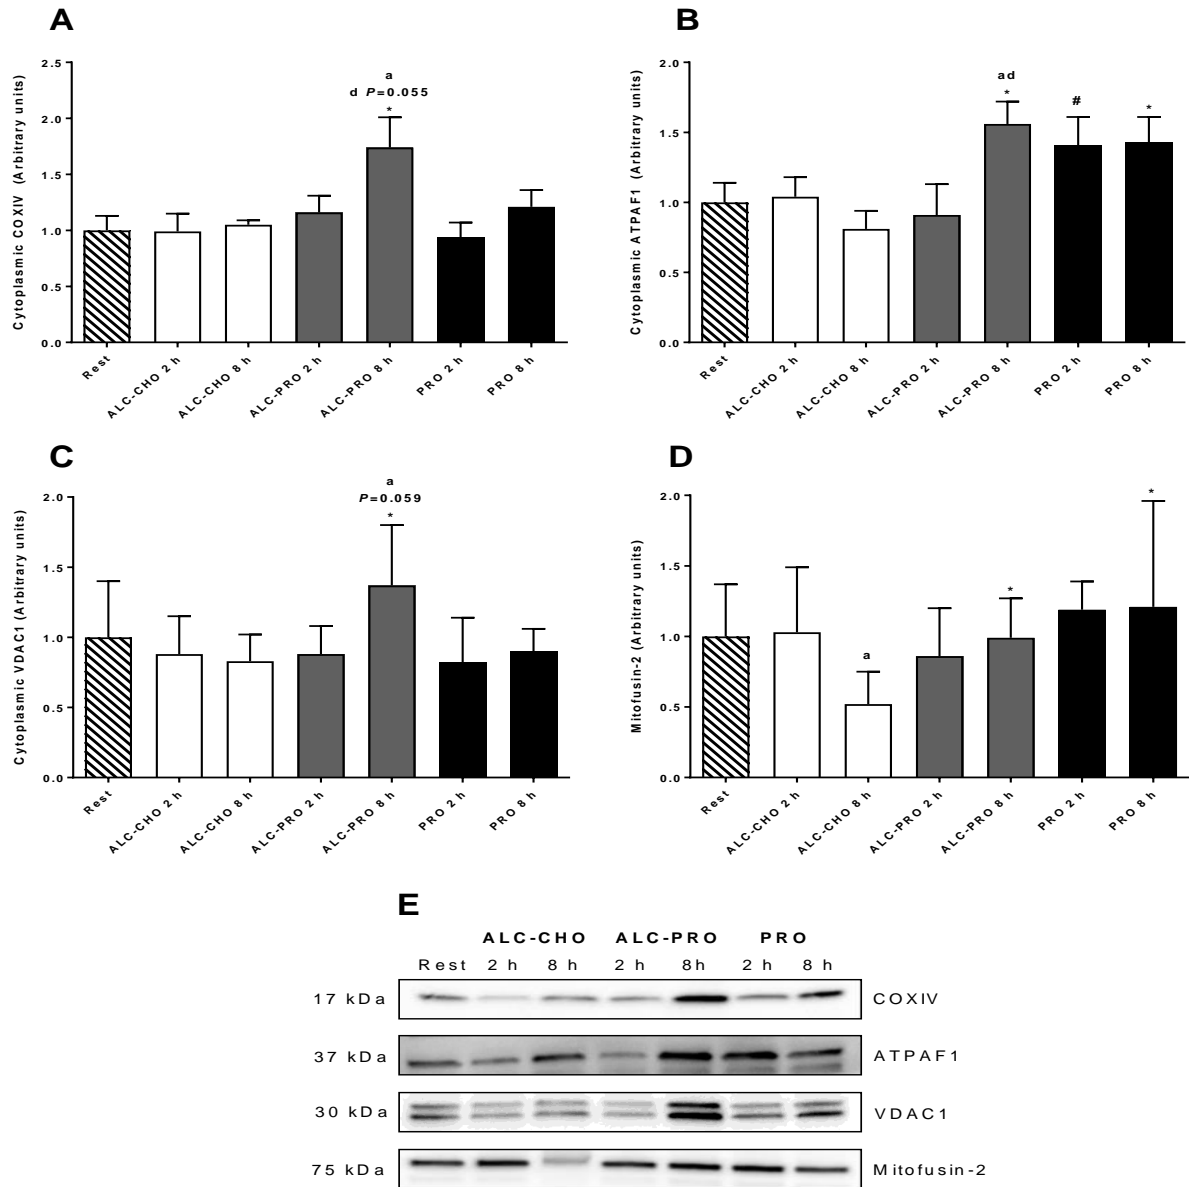 A
Cytoplasmic COXIV (Arbitrary units)
2.5
2.0
1.5
1.0
0.5
0.0
a
d P=0.055
*
Rest
ALC-CHO 2 h
ALC-CHO 8 h
ALC-PRO 2 h
ALC-PRO 8 h
PRO 2 h
PRO 8 h
B
Cytoplasmic ATPAF1 (Arbitrary units)
2.0
1.5
1.0
0.5
0.0
ad
*
#
*
Rest
ALC-CHO 2 h
ALC-CHO 8 h
ALC-PRO 2 h
ALC-PRO 8 h
PRO 2 h
PRO 8 h
C
Cytoplasmic VDAC1 (Arbitrary units)
2.0
1.5
1.0
0.5
0.0
a
P=0.059
*
Rest
ALC-CHO 2 h
ALC-CHO 8 h
ALC-PRO 2 h
ALC-PRO 8 h
PRO 2 h
PRO 8 h
D
Mitofusin-2 (Arbitrary units)
2.0
1.5
1.0
0.5
0.0
a
*
*
Rest
ALC-CHO 2 h
ALC-CHO 8 h
ALC-PRO 2 h
ALC-PRO 8 h
PRO 2 h
PRO 8 h
E
ALC-CHO ALC-PRO PRO
Rest 2 h 8 h 2 h 8h 2 h 8 h
17 kDa COXIV
37 kDa ATPAF1
30 kDa VDAC1
75 kDa Mitofusin-2